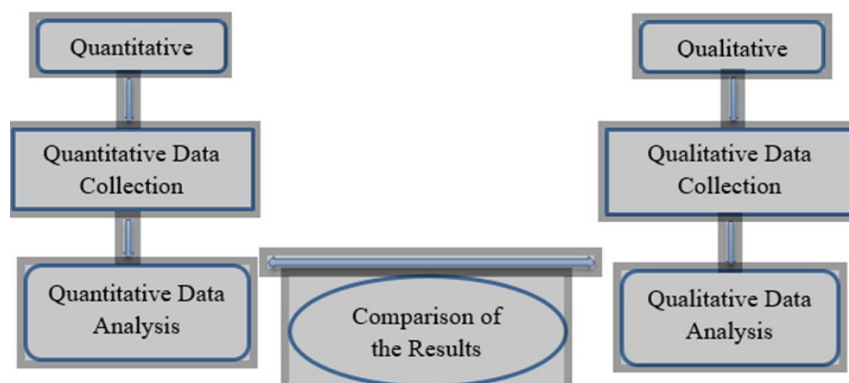 Quantitative
Qualitative
Quantitative Data
Collection
Qualitative Data
Collection
Quantitative Data
Analysis
Comparison of
the Results
Qualitative Data
Analysis